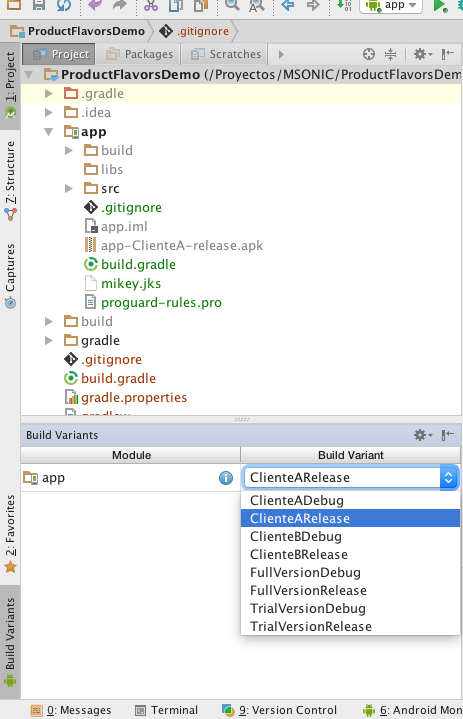 app
ProductFlavorsDemo
.gitignore
Project
Packages
Scratches
1: Project
Z: Structure
Captures
2: Favorites
Build Variants
ProductFlavorsDemo (/Proyectos/MSONIC/ProductFlavorsDem
.gradle
.idea
app
build
libs
src
.gitignore
app.iml
app-ClienteA-release.apk
build.gradle
mikey.jks
proguard-rules.pro
build
gradle
.gitignore
build.gradle
gradle.properties
gradlew
Build Variants
Module
Build Variant
app
ClienteARelease
ClienteADebug
ClienteARelease
ClienteBDebug
ClienteBRelease
FullVersionDebug
FullVersionRelease
TrialVersionDebug
TrialVersionRelease
0: Messages
Terminal
9: Version Control
6: Android Mon